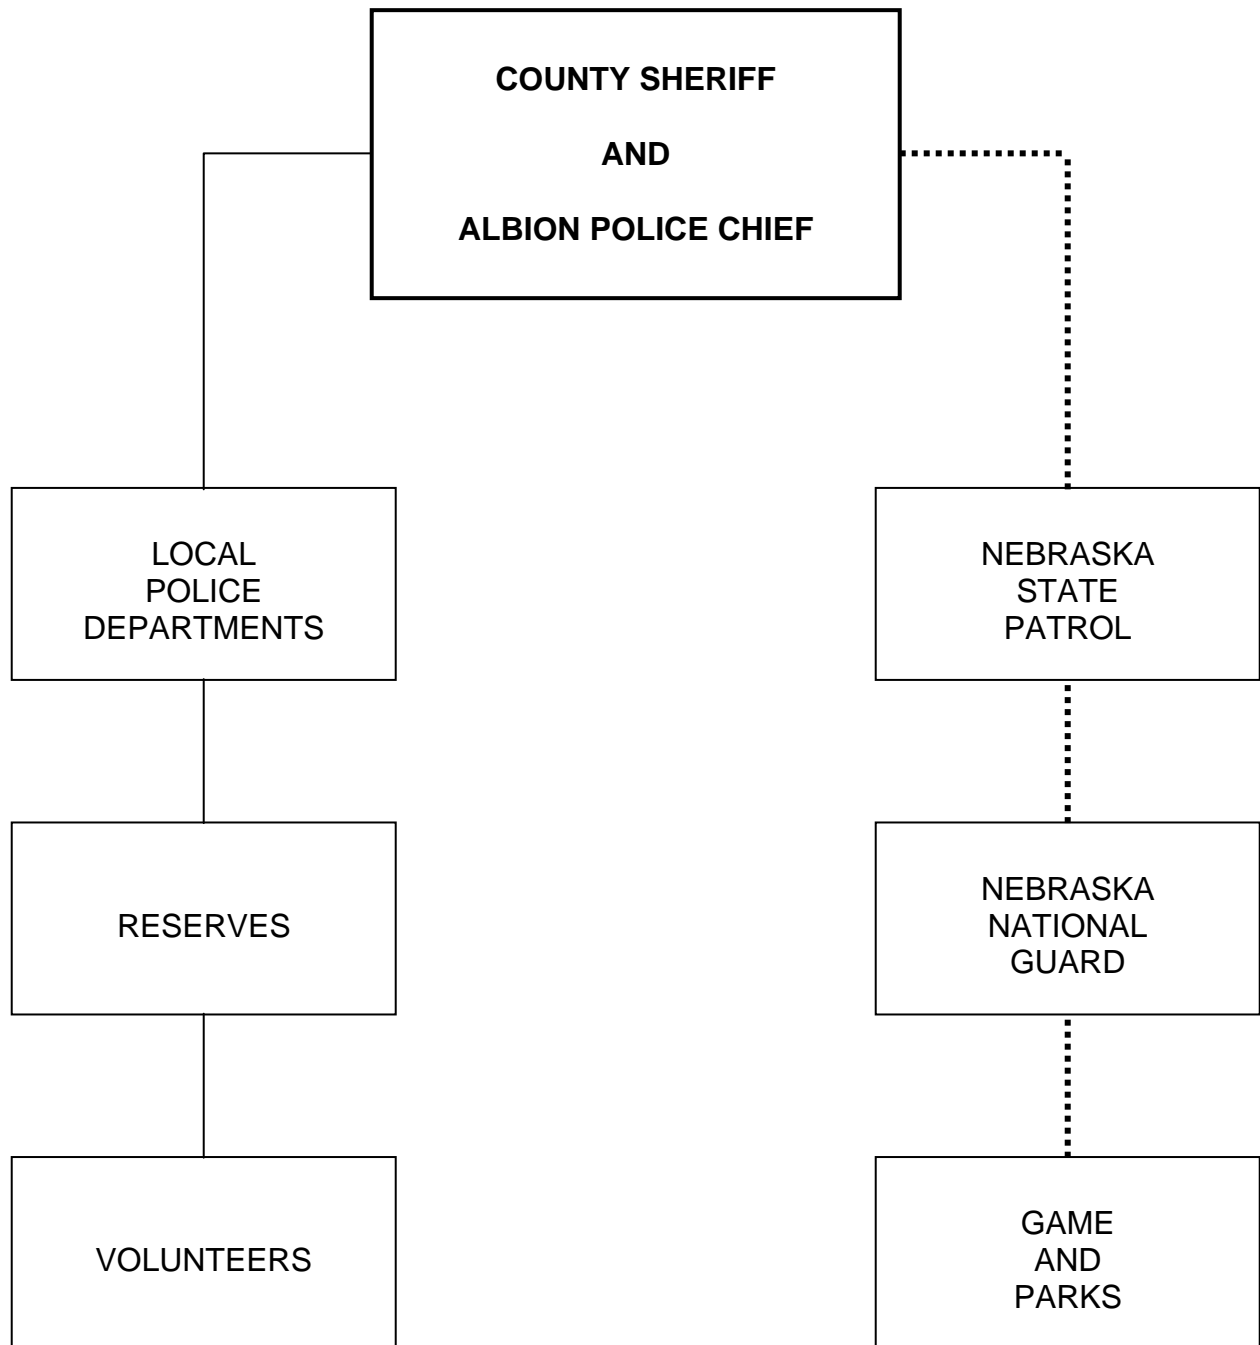 COUNTY SHERIFF
AND
ALBION POLICE CHIEF
LOCAL
POLICE
DEPARTMENTS
NEBRASKA
STATE
PATROL
RESERVES
NEBRASKA
NATIONAL
GUARD
VOLUNTEERS
GAME
AND
PARKS